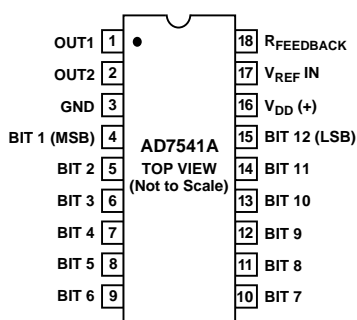 OUT1 1
OUT2 2
GND 3
BIT 1 (MSB) 4
BIT 2 5
BIT 3 6
BIT 4 7
BIT 5 8
BIT 6 9
AD7541A
TOP VIEW
(Not to Scale)
18 RFEEDBACK
17 VREF IN
16 VDD (+)
15 BIT 12 (LSB)
14 BIT 11
13 BIT 10
12 BIT 9
11 BIT 8
10 BIT 7